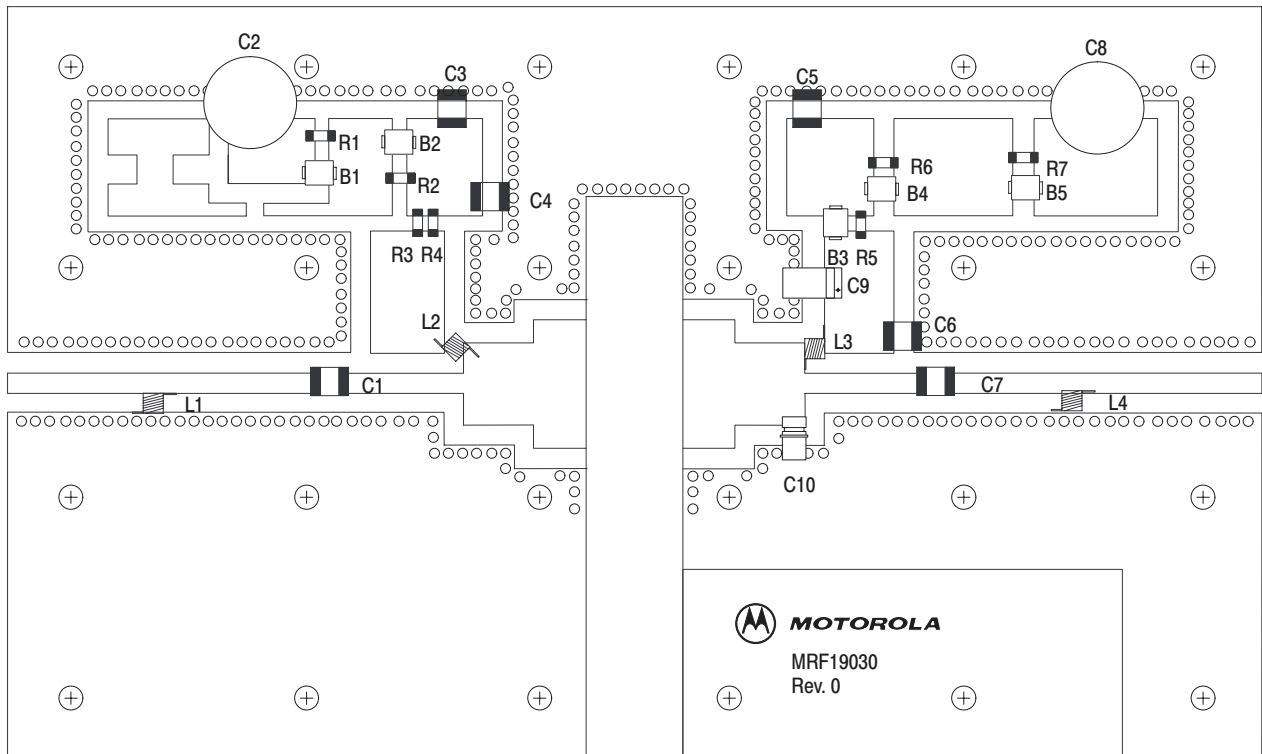 C2
C3
C5
C8
R1
B2
B1
R2
C4
R6
R7
B4
B5
R3 R4
B3 R5
C9
L2
L3
C6
C1
C7
L1
L4
C10
MOTOROLA
MRF19030
Rev. 0